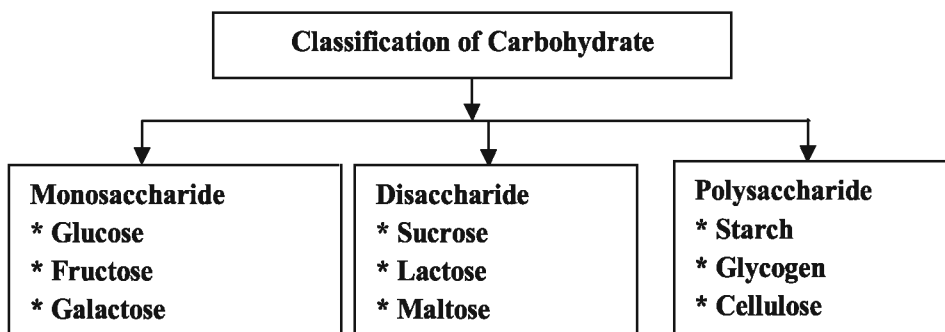 Classification of Carbohydrate
Monosaccharide
* Glucose
* Fructose
* Galactose
Disaccharide
* Sucrose
* Lactose
* Maltose
Polysaccharide
* Starch
* Glycogen
* Cellulose